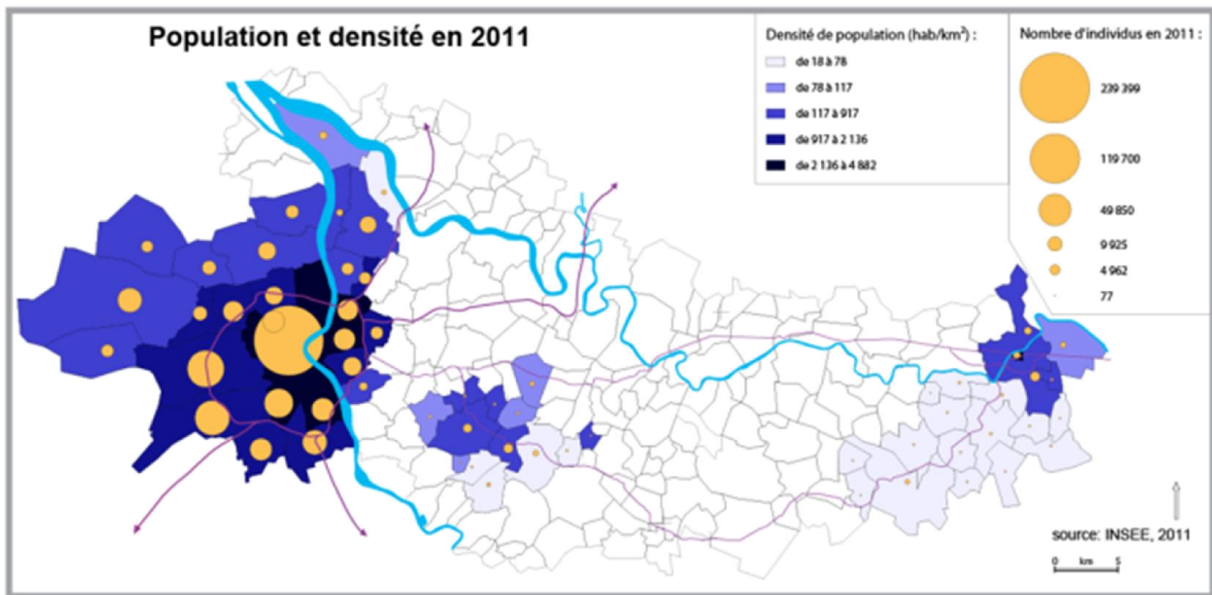 Population et densité en 2011
Densité de population (hab/km²) :
de 18 à 78
de 78 à 117
de 117 à 917
de 917 à 2 136
de 2 136 à 4 882
Nombre d'individus en 2011 :
239 399
119 700
49 850
9 925
4 962
77
source: INSEE, 2011
0 km 5